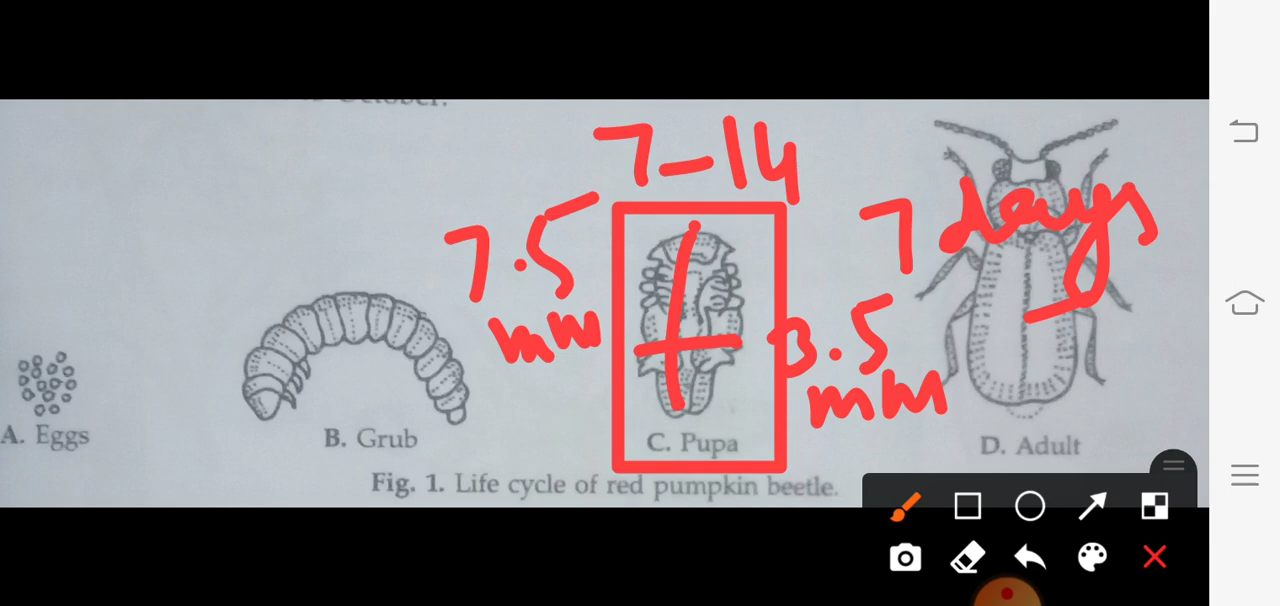 October.
7-14
7.5 mm
7 days
3.5 mm
A. Eggs
B. Grub
C. Pupa
D. Adult
Fig. 1. Life cycle of red pumpkin beetle.